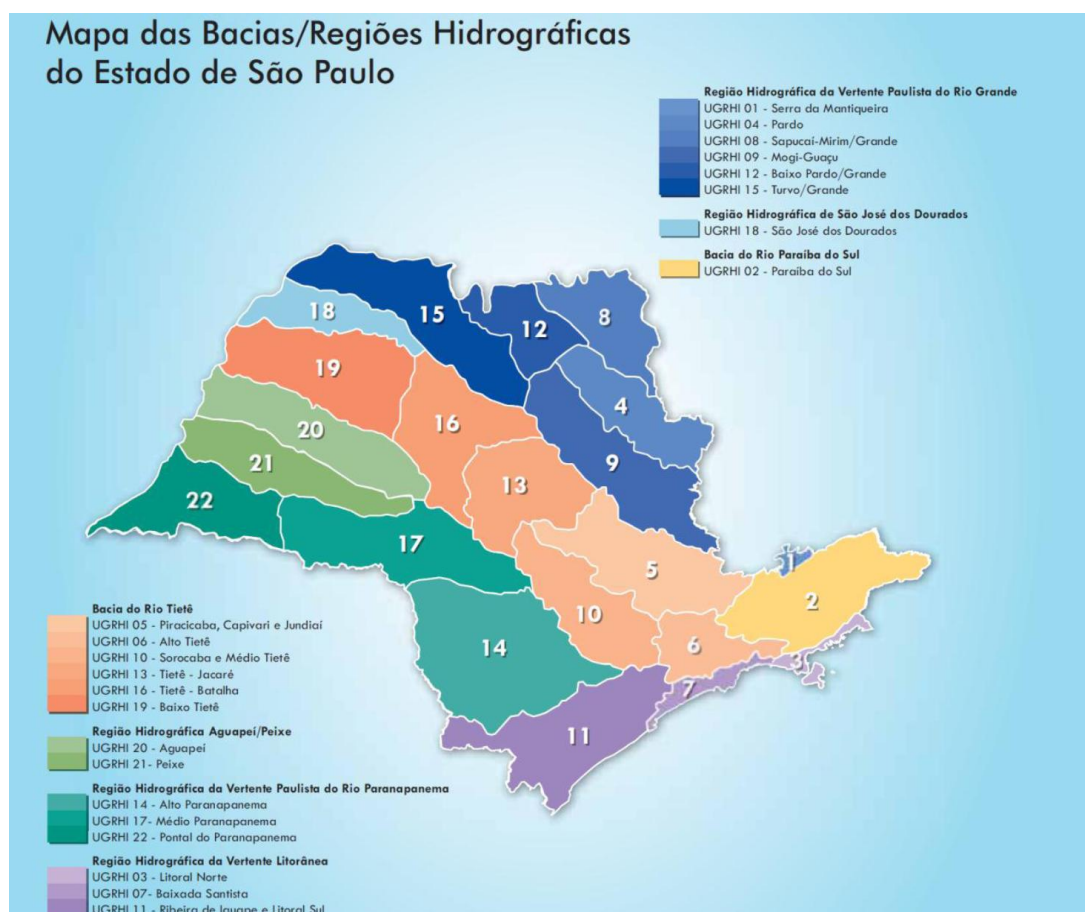 Mapa das Bacias/Regiões Hidrográficas
do Estado de São Paulo
Região Hidrográfica da Vertente Paulista do Rio Grande
UGRHI 01 - Serra da Mantiqueira
UGRHI 04 - Pardo
UGRHI 08 - Sapucaí-Mirim/Grande
UGRHI 09 - Mogi-Guaçu
UGRHI 12 - Baixo Pardo/Grande
UGRHI 15 - Turvo/Grande
Região Hidrográfica de São José dos Dourados
UGRHI 18 - São José dos Dourados
Bacia do Rio Paraíba do Sul
UGRHI 02 - Paraíba do Sul
18
15
12
8
19
4
16
20
9
21
13
22
17
5
1
2
10
14
6
3
7
11
Bacia do Rio Tietê
UGRHI 05 - Piracicaba, Capivari e Jundiaí
UGRHI 06 - Alto Tietê
UGRHI 10 - Sorocaba e Médio Tietê
UGRHI 13 - Tietê - Jacaré
UGRHI 16 - Tietê - Batalha
UGRHI 19 - Baixo Tietê
Região Hidrográfica Aguapeí/Peixe
UGRHI 20 - Aguapeí
UGRHI 21- Peixe
Região Hidrográfica da Vertente Paulista do Rio Paranapanema
UGRHI 14 - Alto Paranapanema
UGRHI 17- Médio Paranapanema
UGRHI 22 - Pontal do Paranapanema
Região Hidrográfica da Vertente Litorânea
UGRHI 03 - Litoral Norte
UGRHI 07- Baixada Santista
UGRHI 11 - Ribeira de Iguape e Litoral Sul